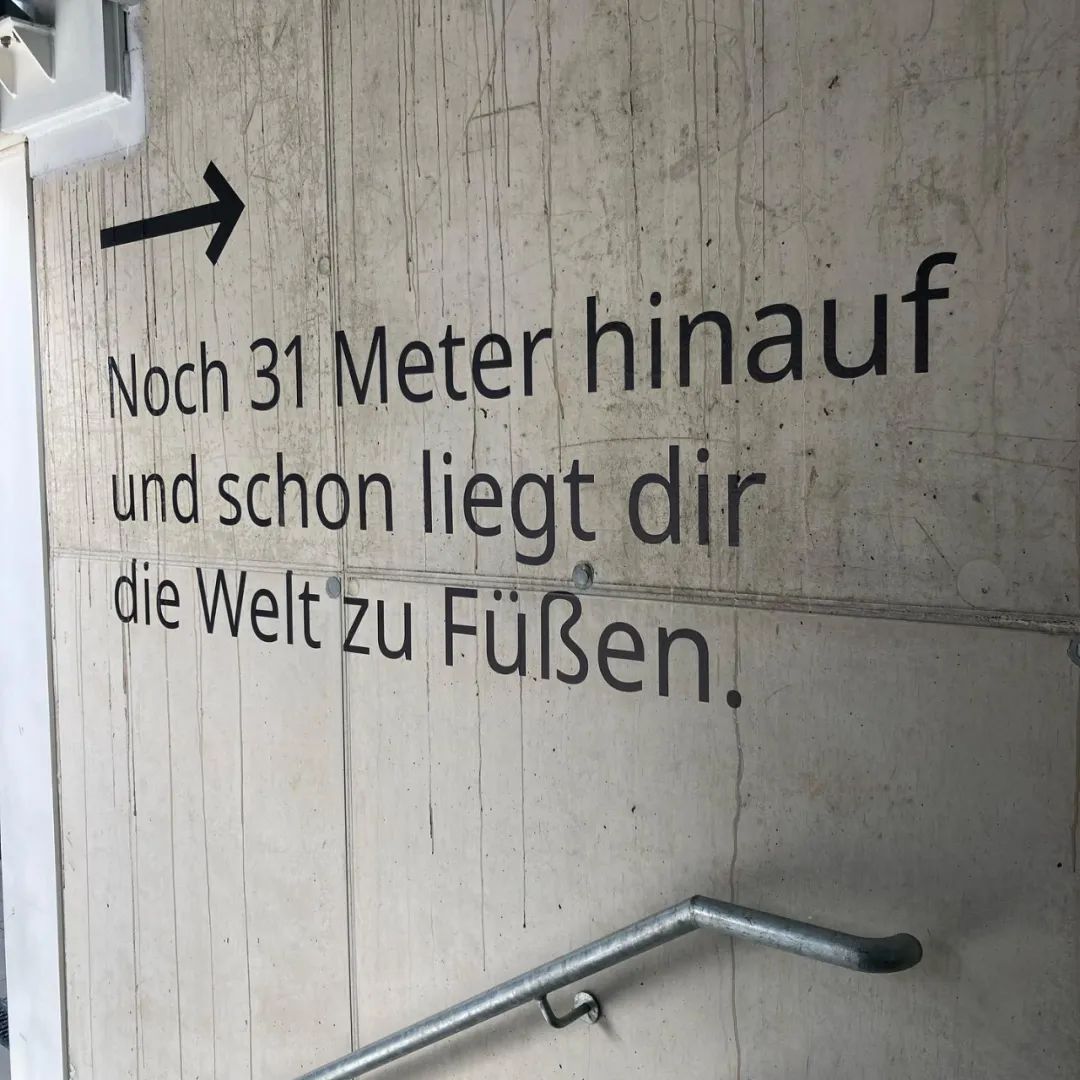 Noch 31 Meter hinauf
und schon liegt dir
die Welt zu Füßen.